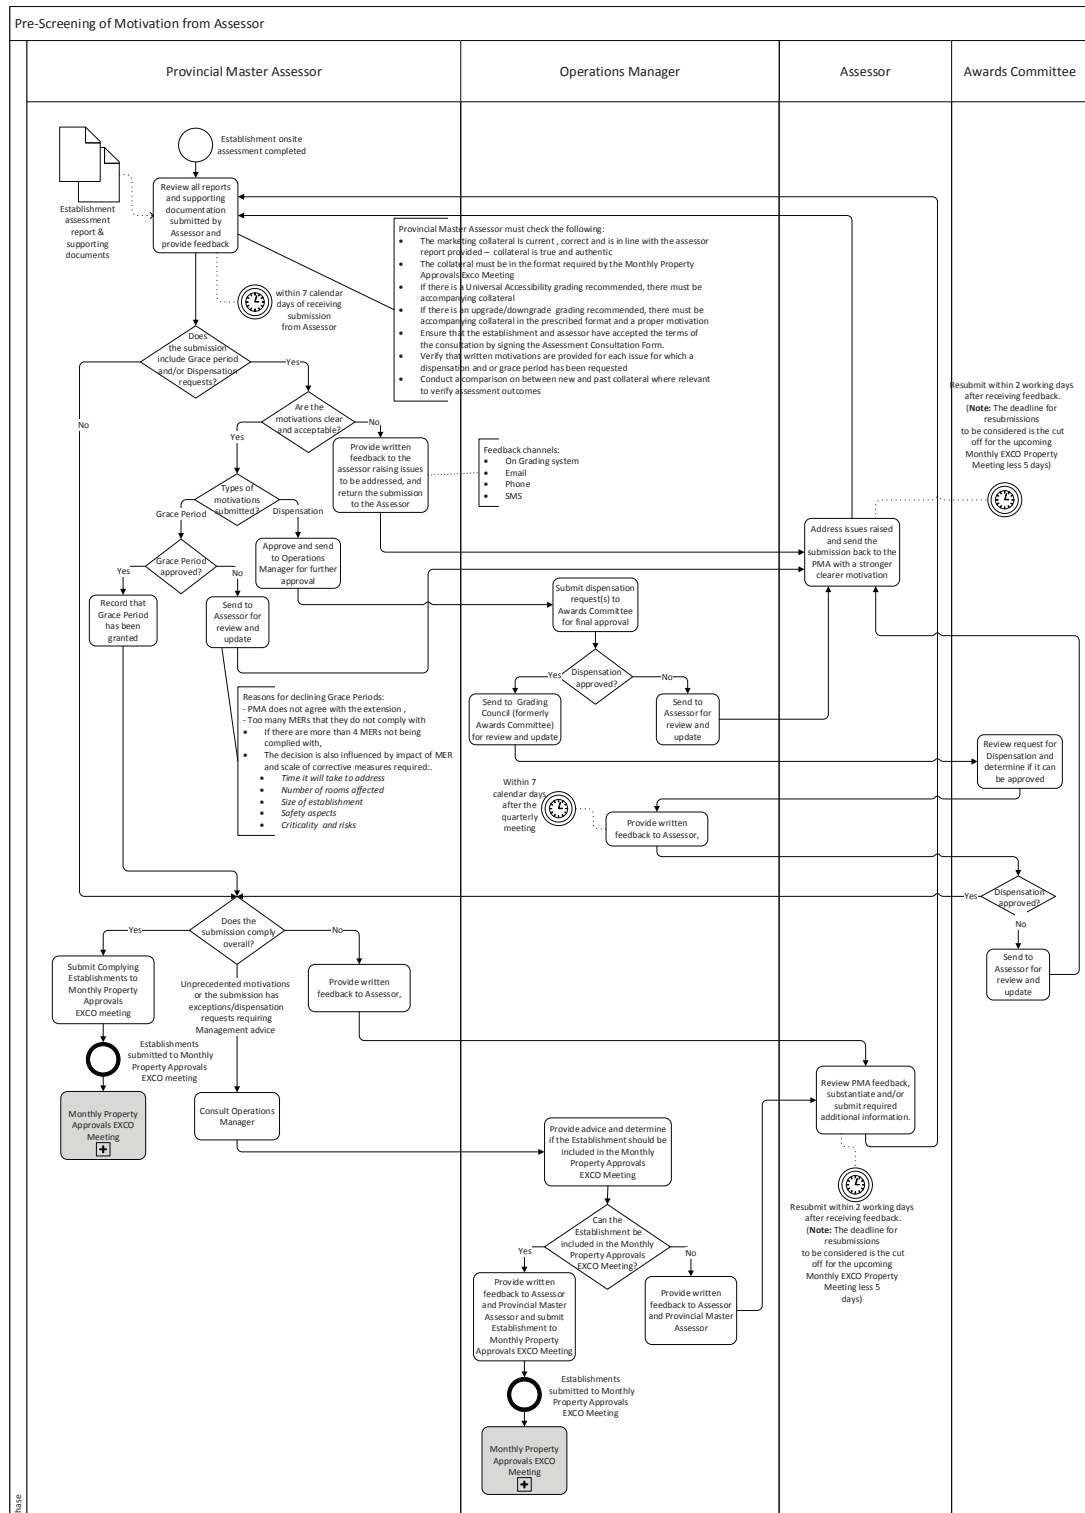 Pre-Screening of Motivation from Assessor
Provincial Master Assessor
Operations Manager
Assessor
Awards Committee
Establishment onsite
assessment completed
Establishment
assessment
report &
supporting
documents
Review all reports
and supporting
documentation
submitted by
Assessor and
provide feedback
within 7 calendar
days of receiving
submission
from Assessor
Provincial Master Assessor must check the following:
• The marketing collateral Is current , correct and is in line with the assessor
report provided – collateral is true and authentic
• The collateral must be in the format required by the Monthly Property
Approvals Exco Meeting
• If there is a Universal Accessibility grading recommended, there must be
accompanying collateral
• If there is an upgrade/downgrade grading recommended, there must be
accompanying collateral in the prescribed format and a proper motivation
• Ensure that the establishment and assessor have accepted the terms of
the consultation by signing the Assessment Consultation Form.
• Verify that written motivations are provided for each issue for which a
dispensation and or grace period has been requested
• Conduct a comparison on between new and past collateral where relevant
to verify assessment outcomes
Does
the submission
include Grace period
and/or Dispensation
requests?
Yes
No
Are the
motivations clear
and acceptable?
No
Yes
Provide written
feedback to the
assessor raising issues
to be addressed, and
return the submission
to the Assessor
Feedback channels:
• On Grading system
• Email
• Phone
• SMS
Resubmit within 2 working days
after receiving feedback.
(Note: The deadline for
resubmissions
to be considered is the cut
off for the upcoming
Monthly EXCO Property
Meeting less 5 days)
Types of
motivations
submitted?
Grace Period
Dispensation
Address issues raised
and send the
submission back to the
PMA with a stronger
clearer motivation
Approve and send
to Operations
Manager for further
approval
Grace Period
approved?
Yes
No
Record that
Grace Period
has been
granted
Send to
Assessor for
review and
update
Submit dispensation
request(s) to
Awards Committee
for final approval
Dispensation
approved?
Yes
No
Send to Grading
Council (formerly
Awards Committee)
for review and update
Send to
Assessor for
review and
update
Reasons for declining Grace Periods:
- PMA does not agree with the extension ,
- Too many MERs that they do not comply with
• If there are more than 4 MERs not being
complied with,
• The decision is also influenced by impact of MER
and scale of corrective measures required:.
• Time it will take to address
• Number of rooms affected
• Size of establishment
• Safety aspects
• Criticality and risks
Review request for
Dispensation and
determine if it can
be approved
Within 7
calendar days
after the
quarterly
meeting
Provide written
feedback to Assessor,
Dispensation
approved?
Yes
No
Send to
Assessor for
review and
update
Does the
submission comply
overall?
Yes
No
Submit Complying
Establishments to
Monthly Property
Approvals
EXCO meeting
Unprecedented motivations
or the submission has
exceptions/dispensation
requests requiring
Management advice
Provide written
feedback to Assessor,
Establishments
submitted to Monthly
Property Approvals
EXCO meeting
Monthly Property
Approvals EXCO
Meeting
Consult Operations
Manager
Review PMA feedback,
substantiate and/or
submit required
additional information.
Provide advice and determine
if the Establishment should be
included in the Monthly
Property Approvals
EXCO Meeting
Resubmit within 2 working days
after receiving feedback.
(Note: The deadline for
resubmissions
to be considered is the cut
off for the upcoming
Monthly EXCO Property
Meeting less 5
days)
Can the
Establishment be
included in the Monthly
Property Approvals
EXCO Meeting?
Yes
No
Provide written
feedback to Assessor
and Provincial Master
Assessor and submit
Establishment to
Monthly Property
Approvals EXCO Meeting
Provide written
feedback to Assessor
and Provincial Master
Assessor
Establishments
submitted to Monthly
Property Approvals
EXCO Meeting
Monthly Property
Approvals EXCO
Meeting
hase